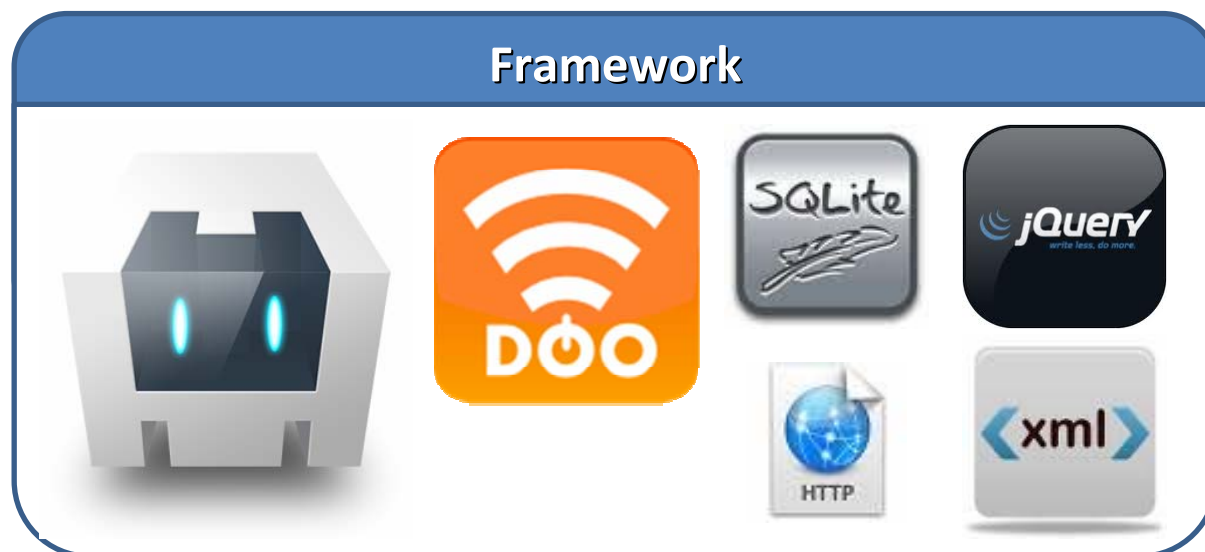 Framework
DOO
SQLite
jQuery
write less, do more.
HTTP
xml